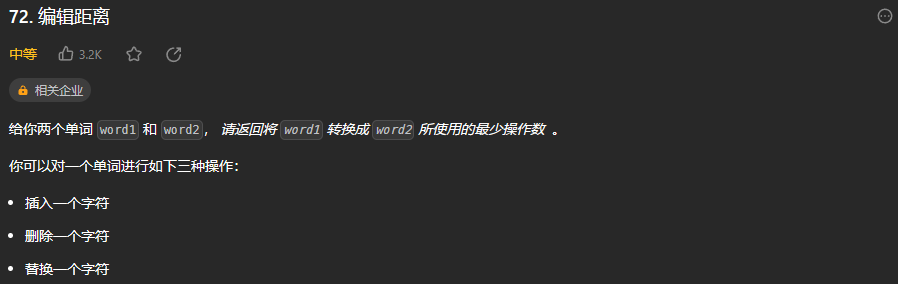 72. 编辑距离
中等 3.2K
相关企业
给你两个单词 word1 和 word2， 请返回将 word1 转换成 word2 所使用的最少操作数 。
你可以对一个单词进行如下三种操作：
• 插入一个字符
• 删除一个字符
• 替换一个字符